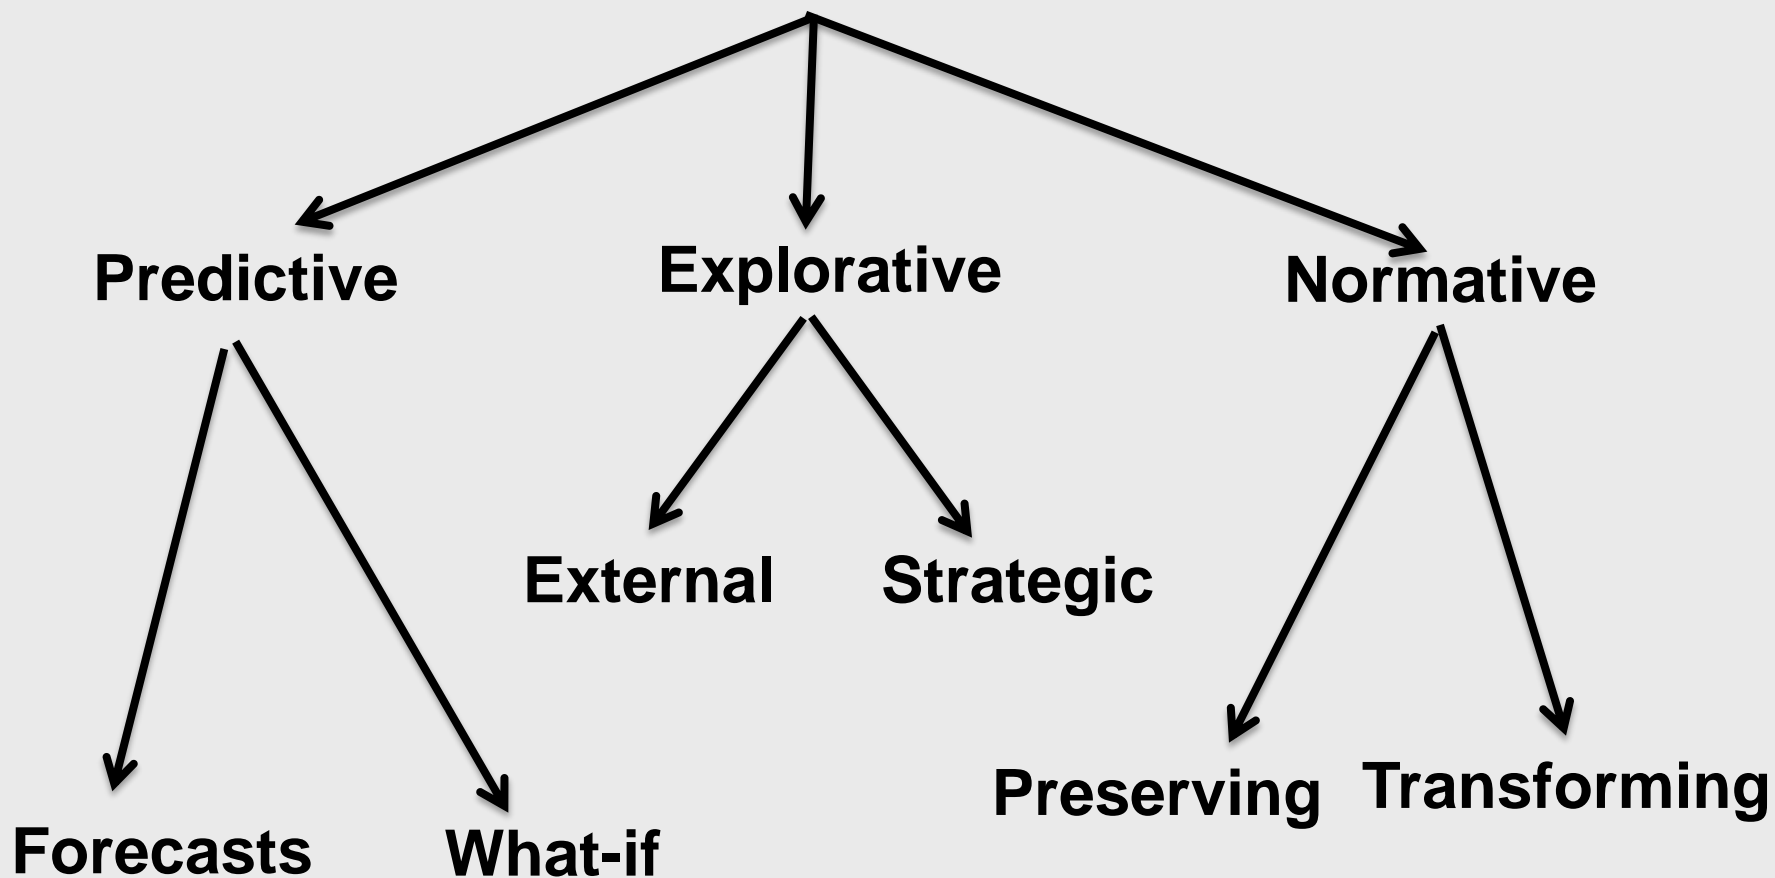 Predictive
Explorative
Normative
External
Strategic
Preserving
Transforming
Forecasts
What-if